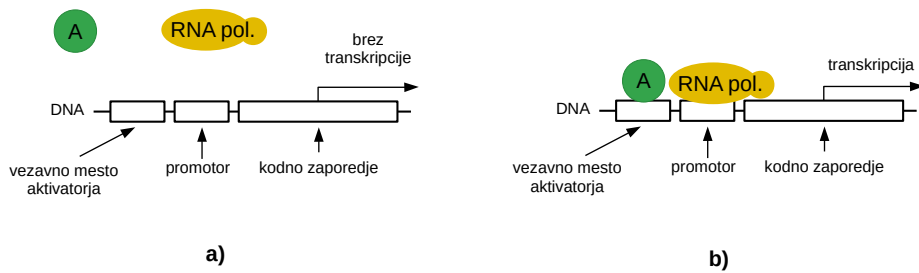 A
RNA pol.
brez
transkripcije
DNA
vezavno mesto
aktivatorja
promotor
kodno zaporedje
a)
A
RNA pol.
transkripcija
DNA
vezavno mesto
aktivatorja
promotor
kodno zaporedje
b)